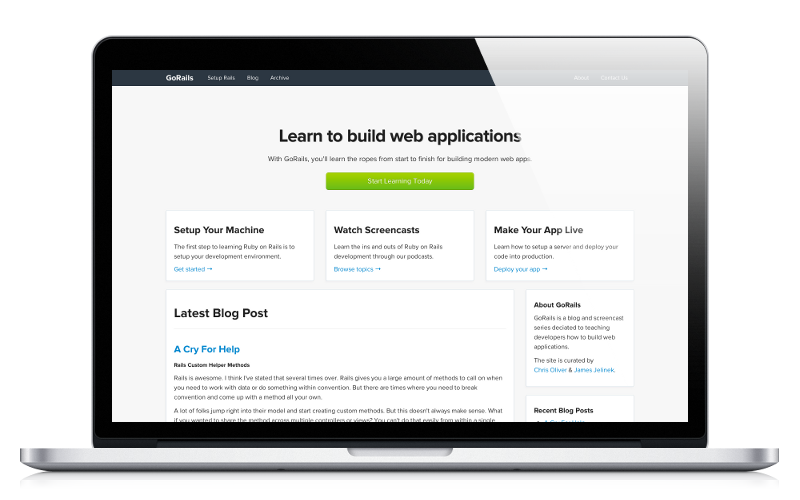 GoRails Setup Rails Blog Archive About Contact Us
Learn to build web applications
With GoRails, you'll learn the ropes from start to finish for building modern web apps.
Start Learning Today
Setup Your Machine
The first step to learning Ruby on Rails is to
setup your development environment.
Get started →
Watch Screencasts
Learn the ins and outs of Ruby on Rails
development through our podcasts.
Browse topics →
Make Your App Live
Learn how to setup a server and deploy your
code into production.
Deploy your app →
Latest Blog Post
A Cry For Help
Rails Custom Helper Methods
Rails is awesome. I think I've stated that several times over. Rails gives you a large amount of methods to call on when
you need to work with data or do something within convention. But there are times where you need to break
convention and come up with a method all your own.
A lot of folks jump right into their model and start creating custom methods. But this doesn't always make sense. What
if you wanted to share the method across multiple controllers or views? You can't do that easily from within a single
About GoRails
GoRails is a blog and screencast
series deciated to teaching
developers how to build web
applications.
The site is curated by
Chris Oliver & James Jelinek
Recent Blog Posts
A Cry For Help